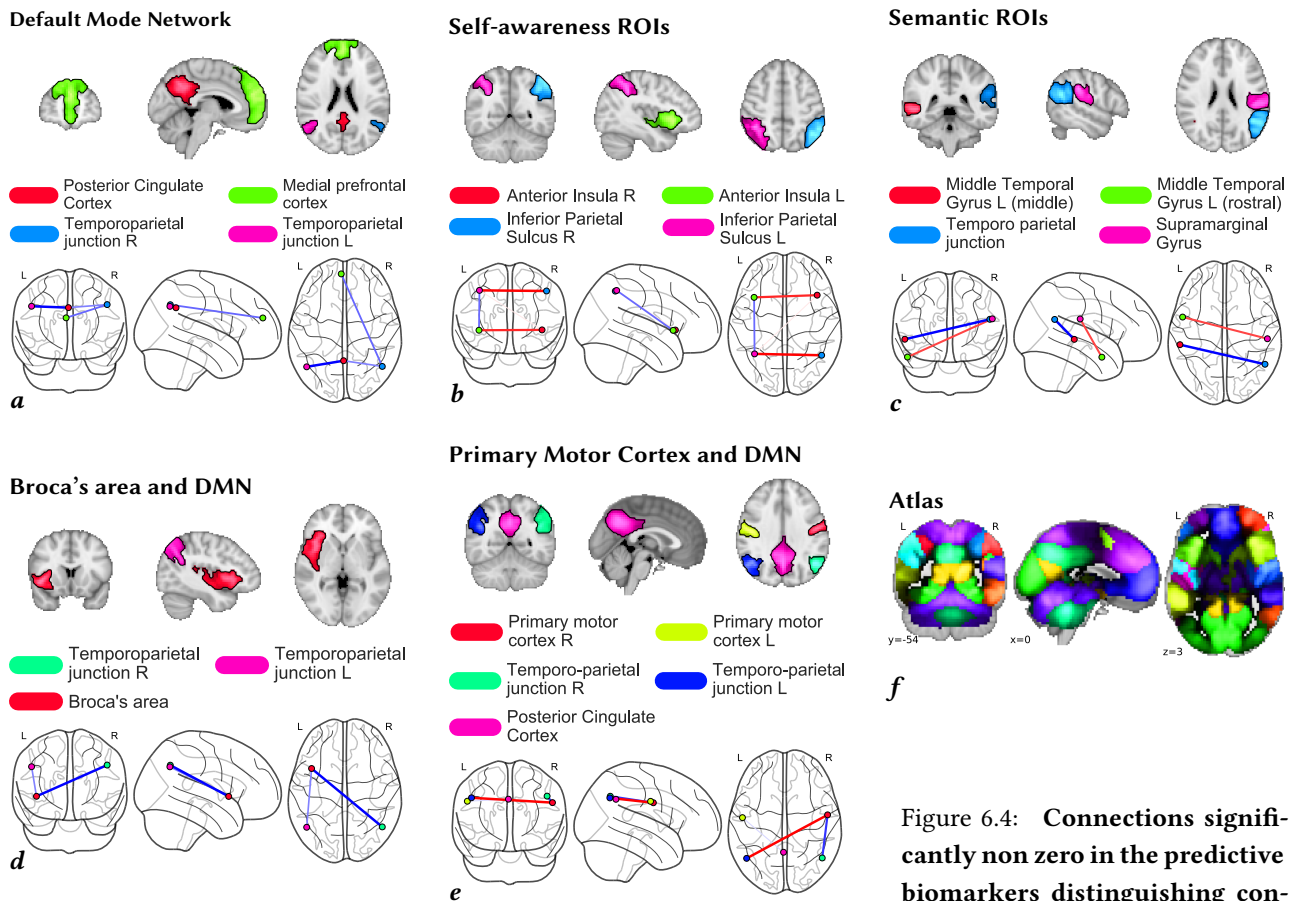 Default Mode Network
Posterior Cingulate
Cortex
Medial prefrontal
cortex
Temporoparietal
junction R
Temporoparietal
junction L
L R R
a
Self-awareness ROIs
Anterior Insula R
Anterior Insula L
Inferior Parietal
Sulcus R
Inferior Parietal
Sulcus L
L R L R
b
Semantic ROIs
Middle Temporal
Gyrus L (middle)
Middle Temporal
Gyrus L (rostral)
Temporo parietal
junction
Supramarginal
Gyrus
L R L R
c
Broca's area and DMN
Temporoparietal
junction R
Temporoparietal
junction L
Broca's area
L R L R
d
Primary Motor Cortex and DMN
Primary motor
cortex R
Primary motor
cortex L
Temporo-parietal
junction R
Temporo-parietal
junction L
Posterior Cingulate
Cortex
L R L R
e
Atlas
L R L R
y=-54 x=0 z=3
f
Figure 6.4: Connections signifi-
cantly non zero in the predictive
biomarkers distinguishing con-